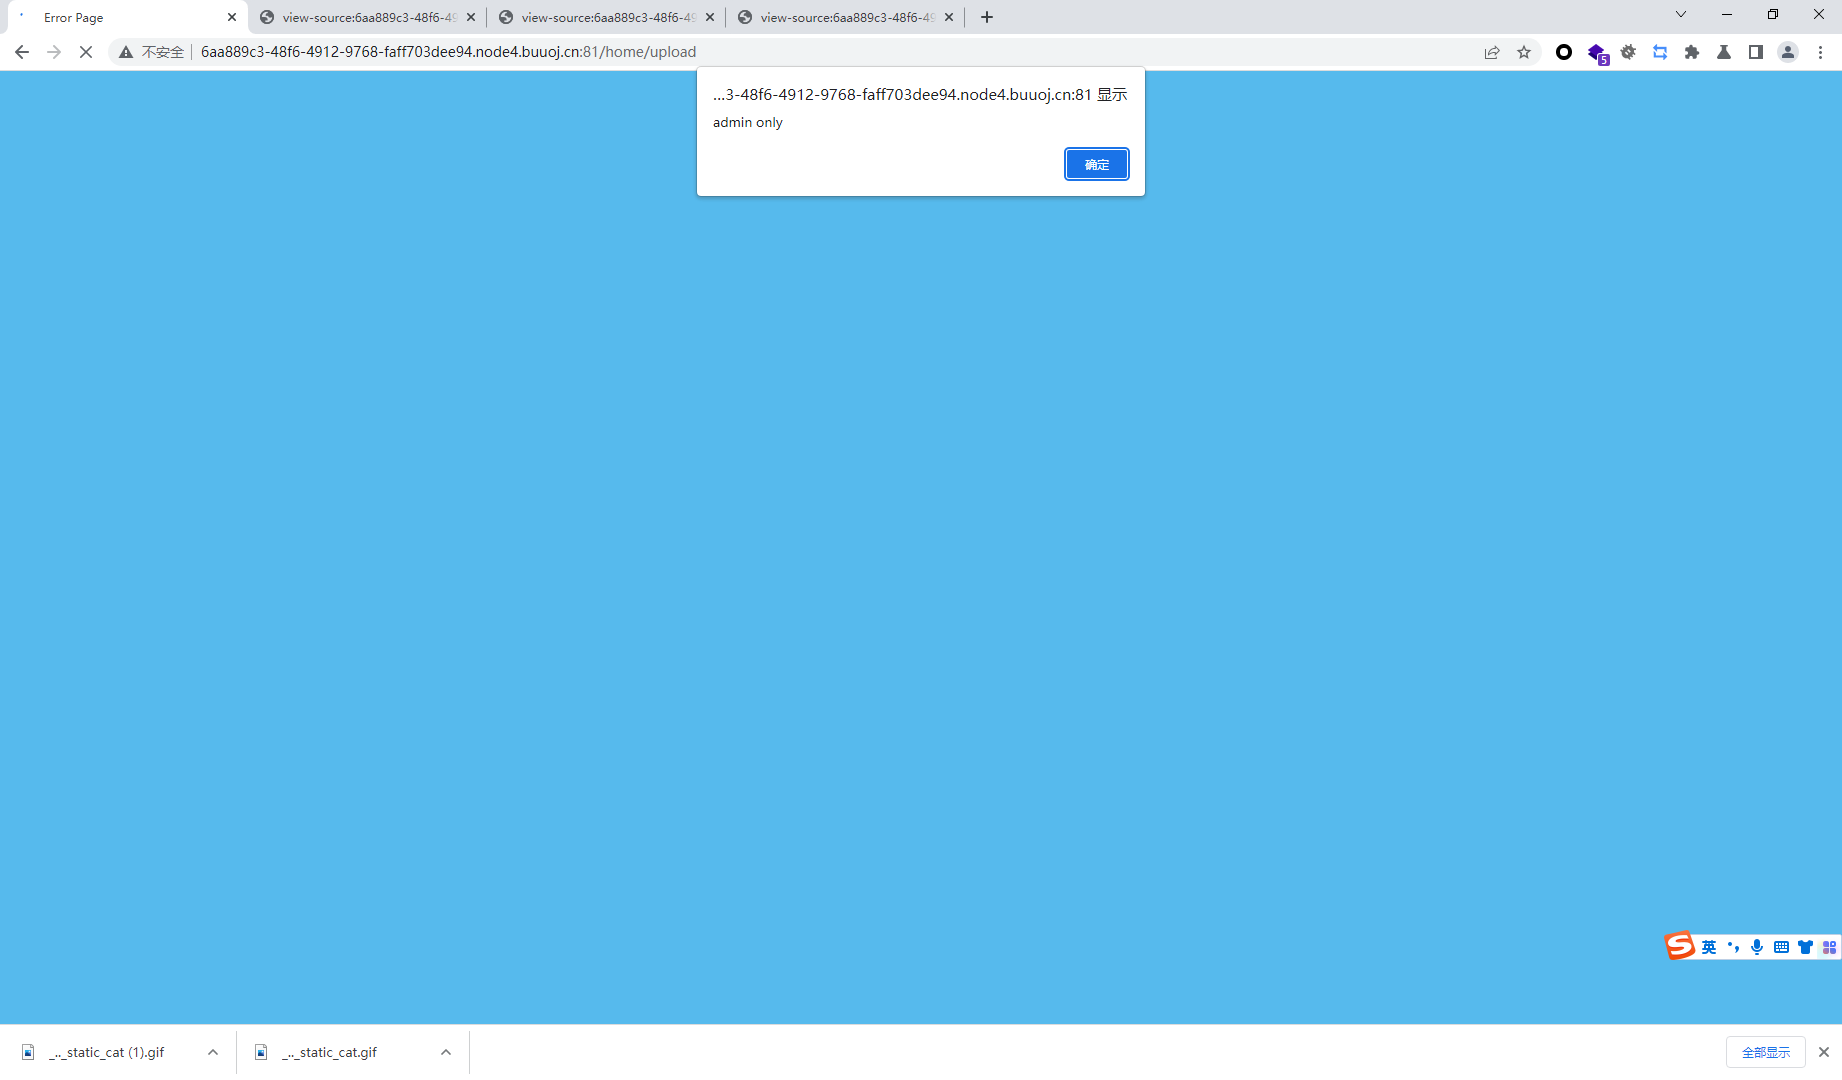 Error Page
view-source:6aa889c3-48f6-49
view-source:6aa889c3-48f6-49
view-source:6aa889c3-48f6-49
不安全
6aa889c3-48f6-4912-9768-faff703dee94.node4.buuoj.cn:81/home/upload
5
...3-48f6-4912-9768-faff703dee94.node4.buuoj.cn:81 显示
admin only
确定
S 英
_.._static_cat (1).gif
_.._static_cat.gif
全部显示